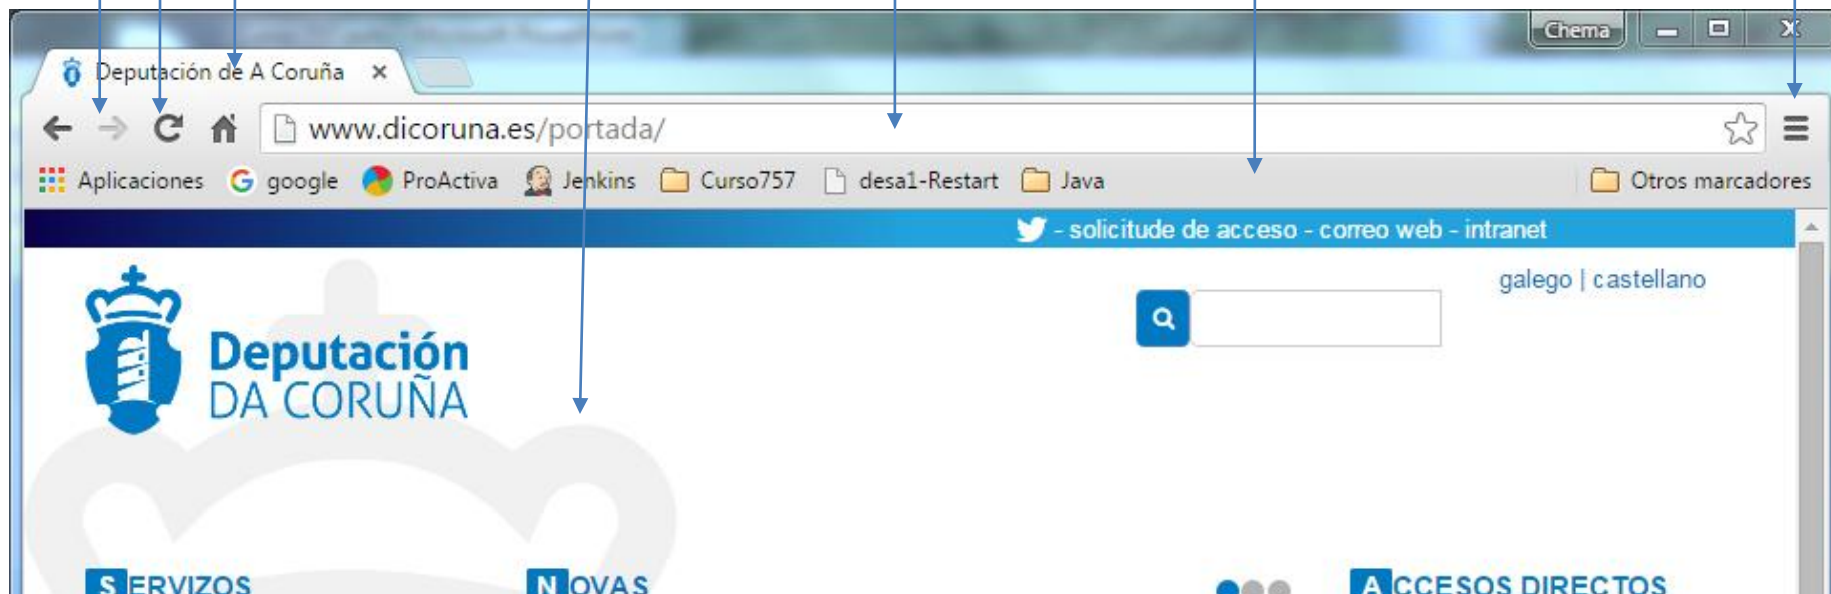 Chema
Deputación de A Coruña
www.dicoruna.es/portada/
Aplicaciones google ProActiva Jenkins Curso757 desa1-Restart Java Otros marcadores
- solicitude de acceso - correo web - intranet
galego | castellano
Deputación
DA CORUÑA
SERVIZOS NOVAS ACCESOS DIRECTOS